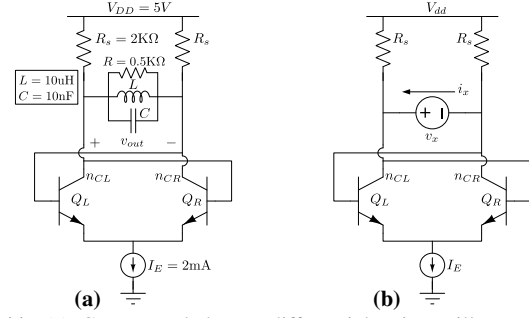 V_DD = 5V
R_s = 2KΩ
R_s
R = 0.5KΩ
L
C
L = 10uH
C = 10nF
+ v_out −
n_CL
n_CR
Q_L
Q_R
I_E = 2mA
(a)
V_dd
R_s
R_s
i_x
v_x
n_CL
n_CR
Q_L
Q_R
I_E
(b)